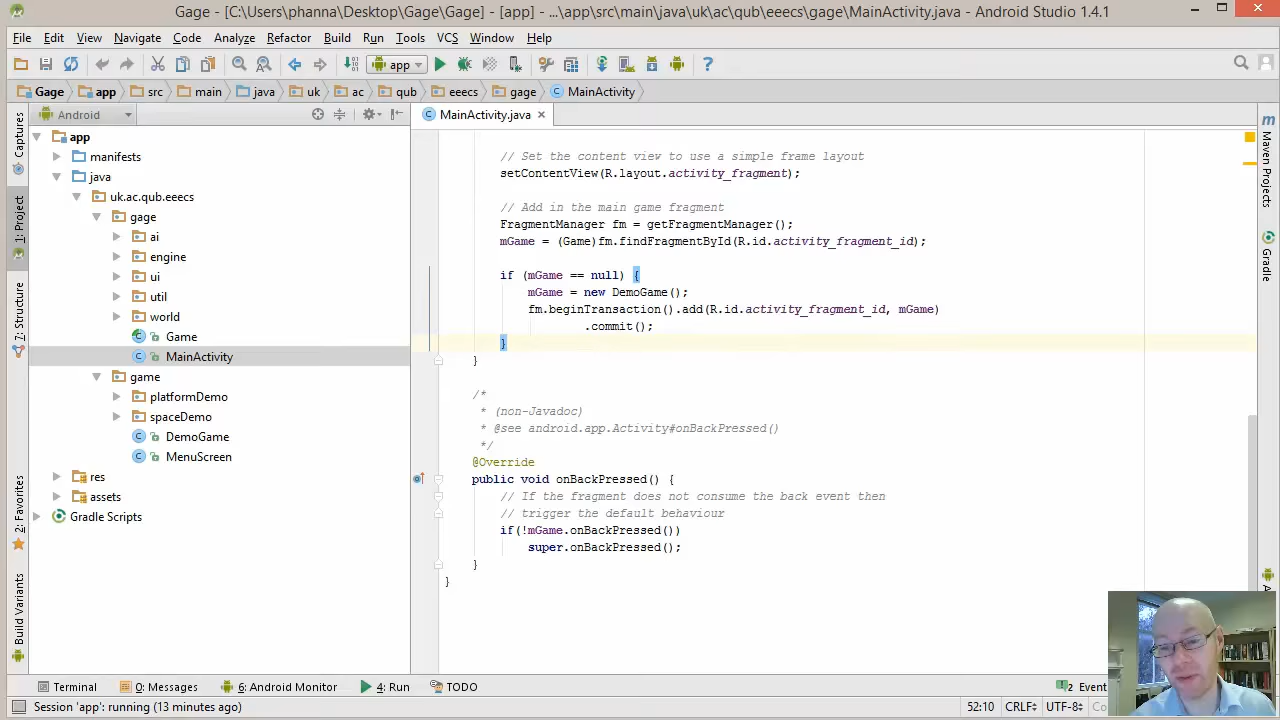 Gage - [C:\Users\phanna\Desktop\Gage\Gage] - [app] - ...\app\src\main\java\uk\ac\qub\eeecs\gage\MainActivity.java - Android Studio 1.4.1
File Edit View Navigate Code Analyze Refactor Build Run Tools VCS Window Help
app
Gage app src main java uk ac qub eeecs gage MainActivity
Android
MainActivity.java
Captures
1: Project
7: Structure
2: Favorites
Build Variants
app
manifests
java
uk.ac.qub.eeecs
gage
ai
engine
ui
util
world
Game
MainActivity
game
platformDemo
spaceDemo
DemoGame
MenuScreen
res
assets
Gradle Scripts
// Set the content view to use a simple frame layout
setContentView(R.layout.activity_fragment);
// Add in the main game fragment
FragmentManager fm = getFragmentManager();
mGame = (Game)fm.findFragmentById(R.id.activity_fragment_id);
if (mGame == null) {
mGame = new DemoGame();
fm.beginTransaction().add(R.id.activity_fragment_id, mGame)
.commit();
}
}
/*
* (non-Javadoc)
* @see android.app.Activity#onBackPressed()
*/
@Override
public void onBackPressed() {
// If the fragment does not consume the back event then
// trigger the default behaviour
if(!mGame.onBackPressed())
super.onBackPressed();
}
}
Maven Projects
Gradle
Terminal 0: Messages 6: Android Monitor 4: Run TODO 2 Event
Session 'app': running (13 minutes ago) 52:10 CRLF UTF-8